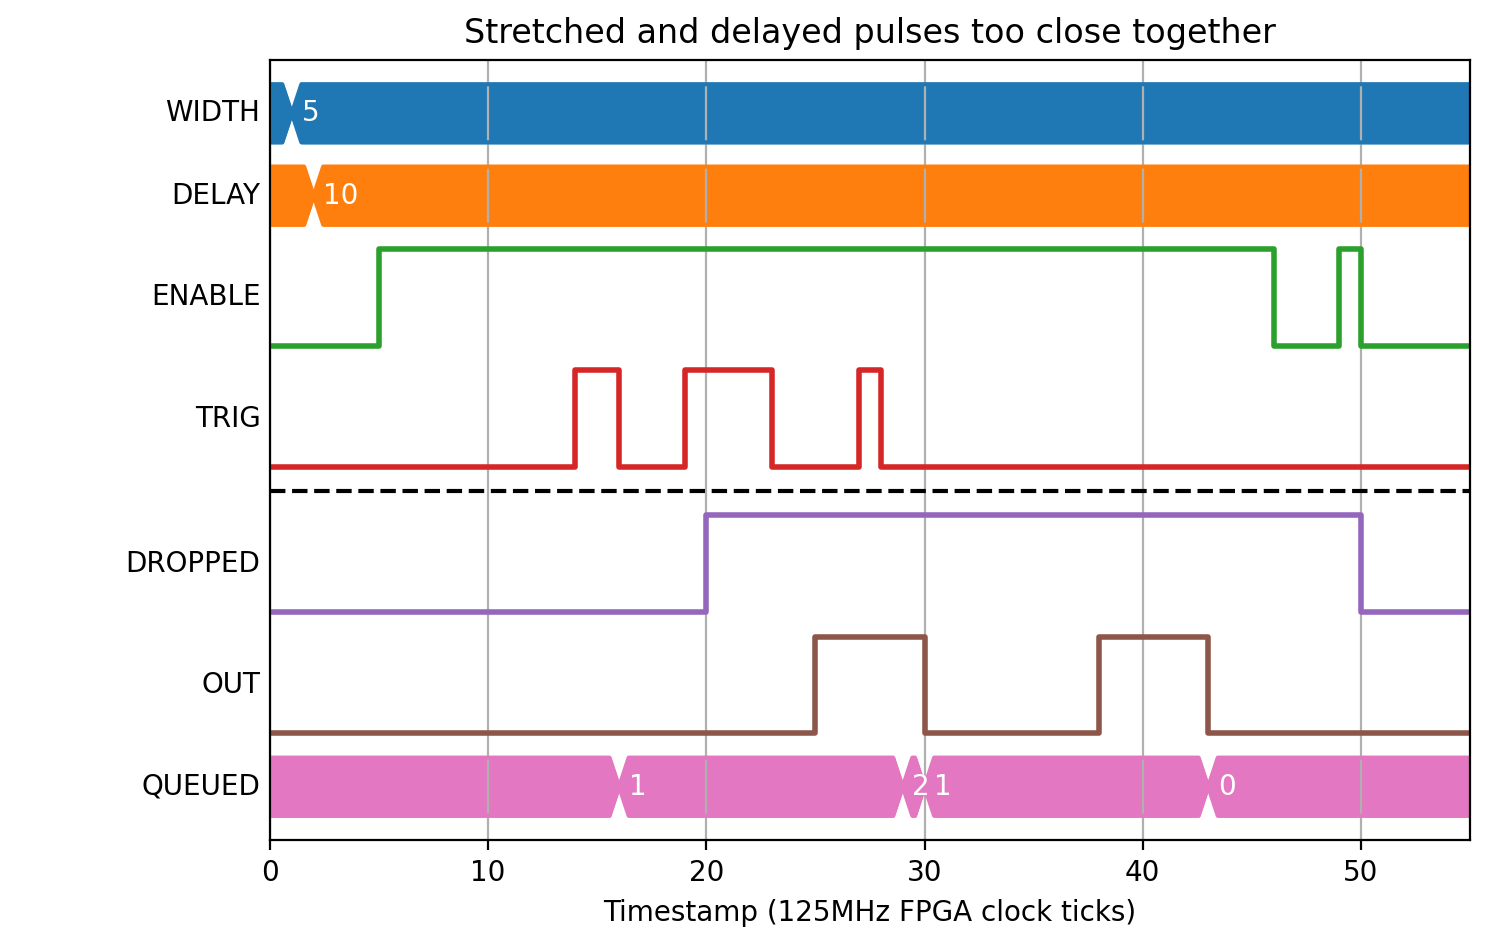 Stretched and delayed pulses too close together
WIDTH 5
DELAY 10
ENABLE
TRIG
DROPPED
OUT
QUEUED 1 2 1 0
0 10 20 30 40 50
Timestamp (125MHz FPGA clock ticks)